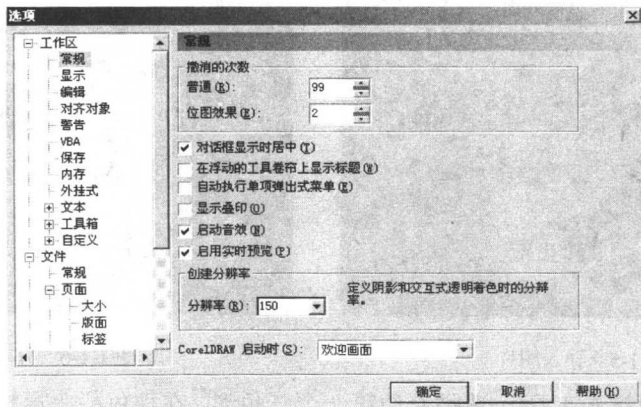 选项
工作区
常规
显示
编辑
对齐对象
警告
VBA
保存
内存
外挂式
文本
工具箱
自定义
文件
常规
页面
大小
版面
标签
常规
撤消的次数
普通(R): 99
位图效果(E): 2
对话框显示时居中(T)
在浮动的工具卷帘上显示标题(W)
自动执行单项弹出式菜单(E)
显示叠印(O)
启动音效(N)
启用实时预览(P)
创建分辨率
分辨率(R): 150
定义阴影和交互式透明着色时的分辨
率。
CorelDRAW 启动时(S): 欢迎画面
确定
取消
帮助(H)